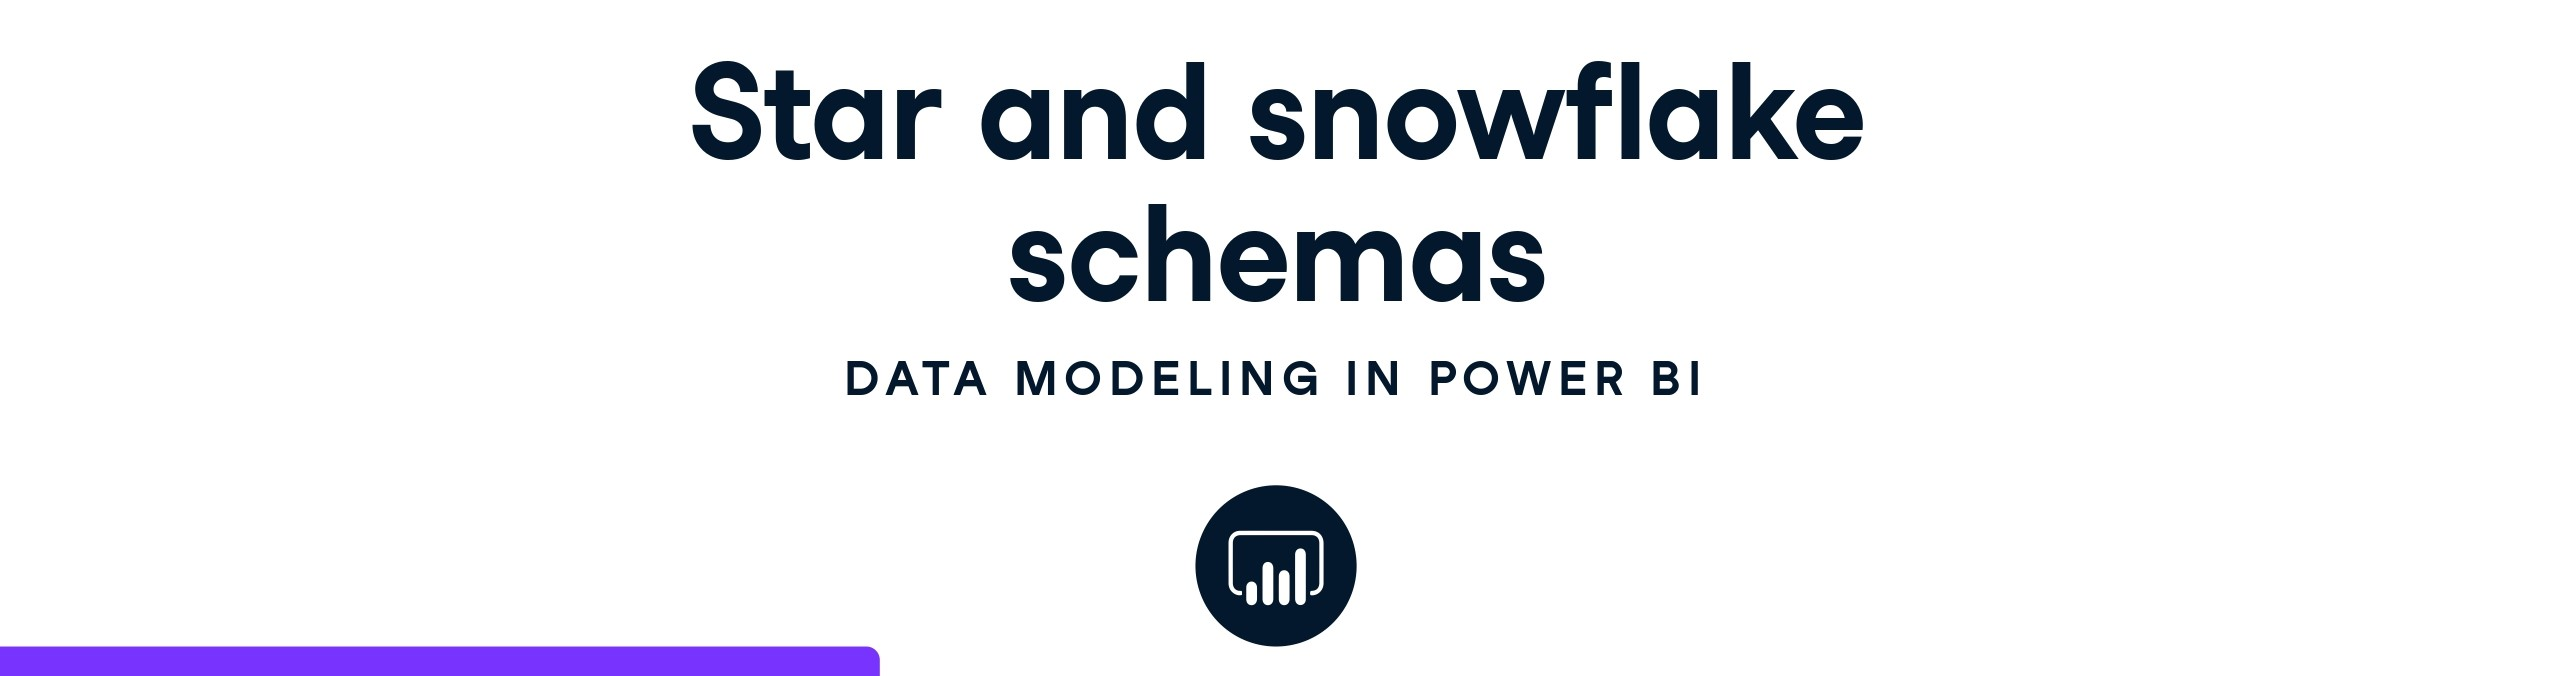 Star and snowflake
schemas
DATA MODELING IN POWER BI